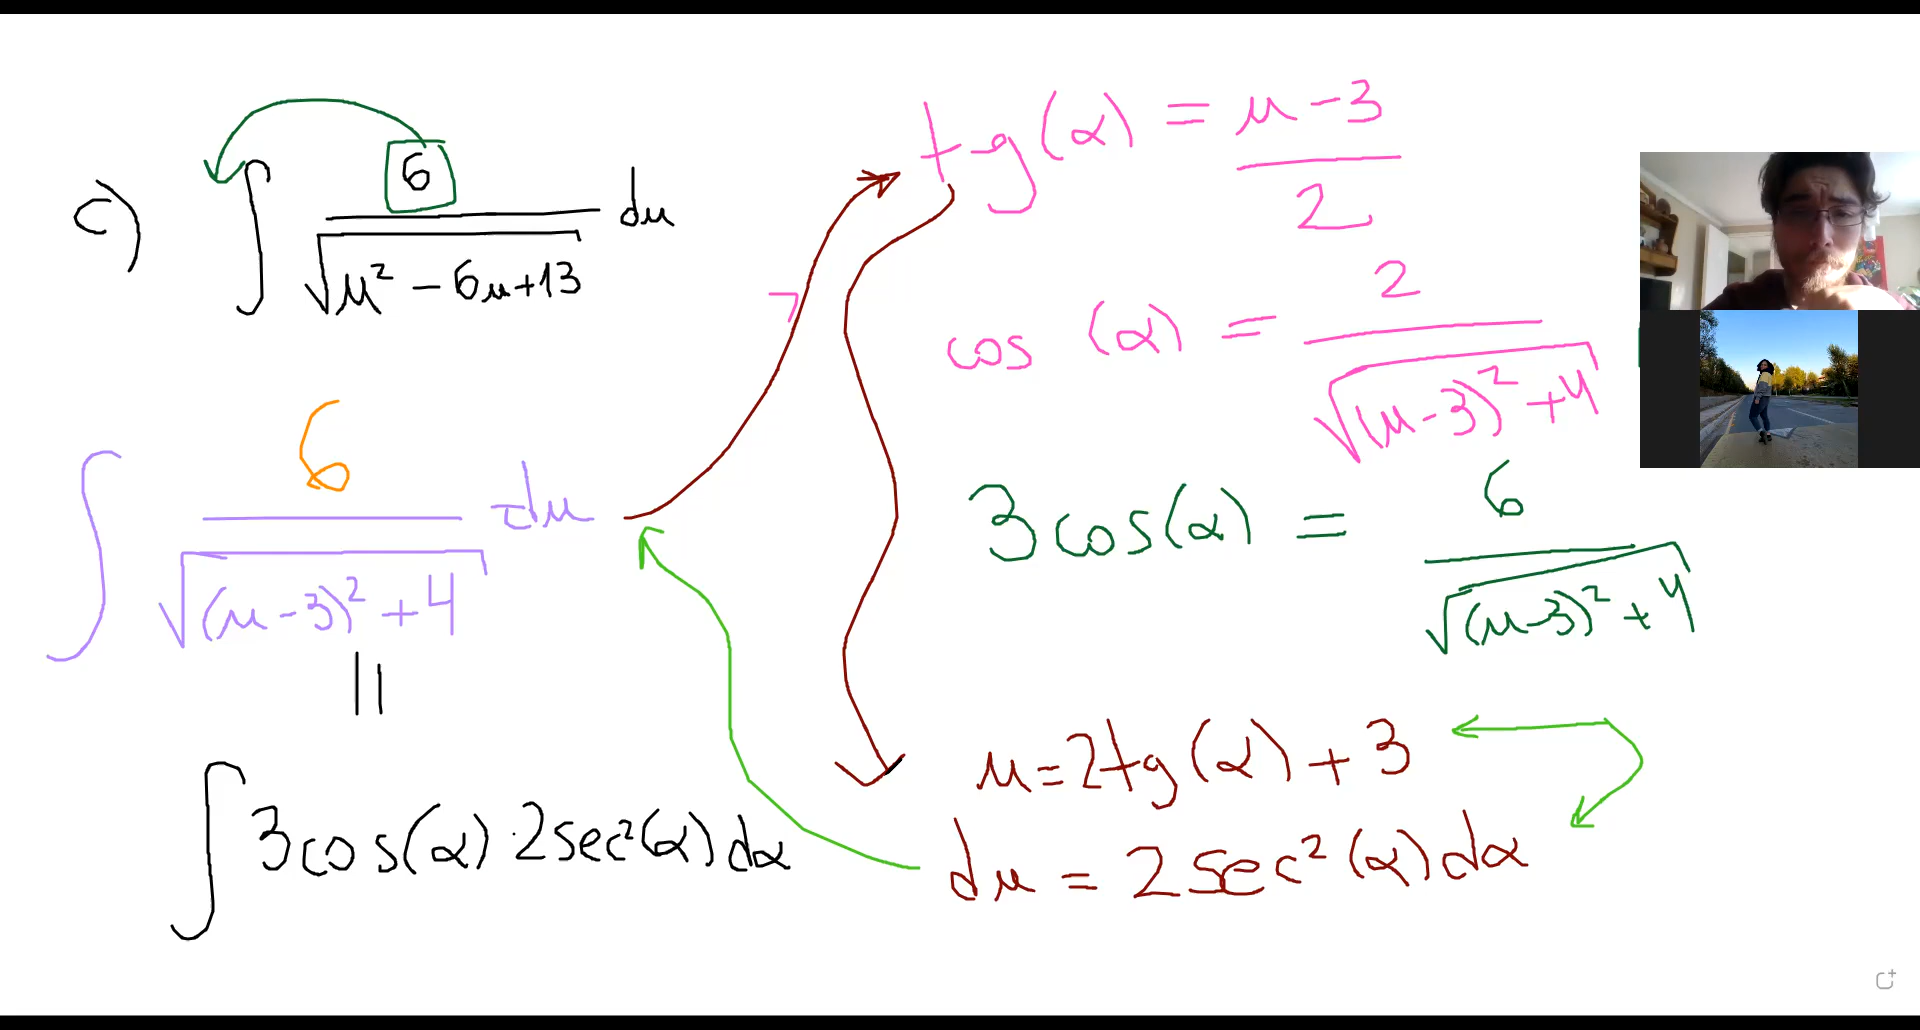 c) ∫ 6 / √(u² - 6u + 13) du
∫ 6 / √((u-3)² + 4) du
||
∫ 3cos(α) · 2sec²(α) dα
tg(α) = (u-3) / 2
cos (α) = 2 / √((u-3)² + 4)
3cos(α) = 6 / √((u-3)² + 4)
u = 2tg(α) + 3
du = 2sec²(α) dα